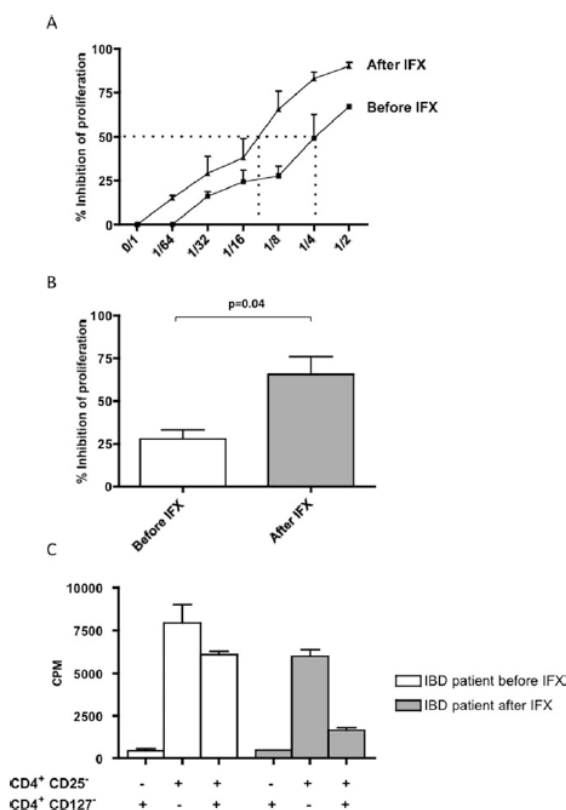 A
100
75
50
25
0
% Inhibition of proliferation
After IFX
Before IFX
0/1
1/64
1/32
1/16
1/8
1/4
1/2
B
p=0.04
100
75
50
25
0
% Inhibition of proliferation
Before IFX
After IFX
C
10000
7500
5000
2500
0
CPM
IBD patient before IFX
IBD patient after IFX
CD4⁺ CD25⁻ - + + - + +
CD4⁺ CD127⁻ + - + + - +